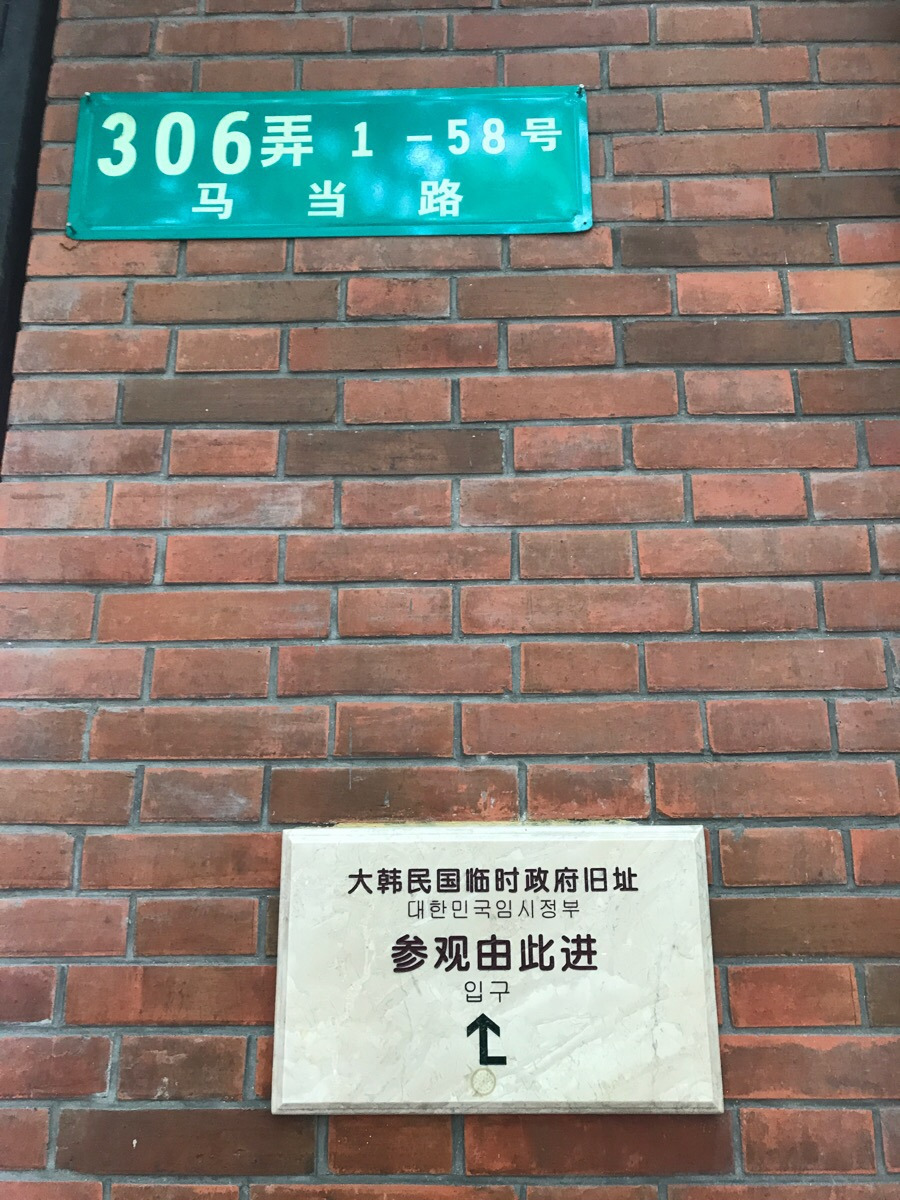 306弄 1-58号
马当路
大韩民国临时政府旧址
대한민국임시정부
参观由此进
입구